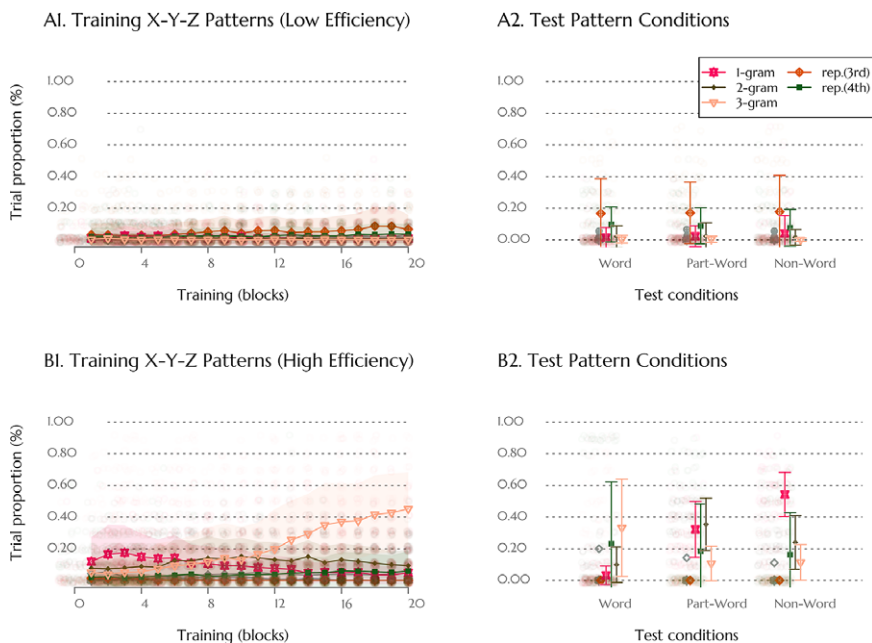 A1. Training X-Y-Z Patterns (Low Efficiency)
A2. Test Pattern Conditions
Trial proportion (%)
1.00
0.80
0.60
0.40
0.20
0.00
0 4 8 12 16 20
Training (blocks)
1.00
0.80
0.60
0.40
0.20
0.00
1-gram
2-gram
3-gram
rep.(3rd)
rep.(4th)
Word Part-Word Non-Word
Test conditions
B1. Training X-Y-Z Patterns (High Efficiency)
B2. Test Pattern Conditions
Trial proportion (%)
1.00
0.80
0.60
0.40
0.20
0.00
0 4 8 12 16 20
Training (blocks)
1.00
0.80
0.60
0.40
0.20
0.00
Word Part-Word Non-Word
Test conditions